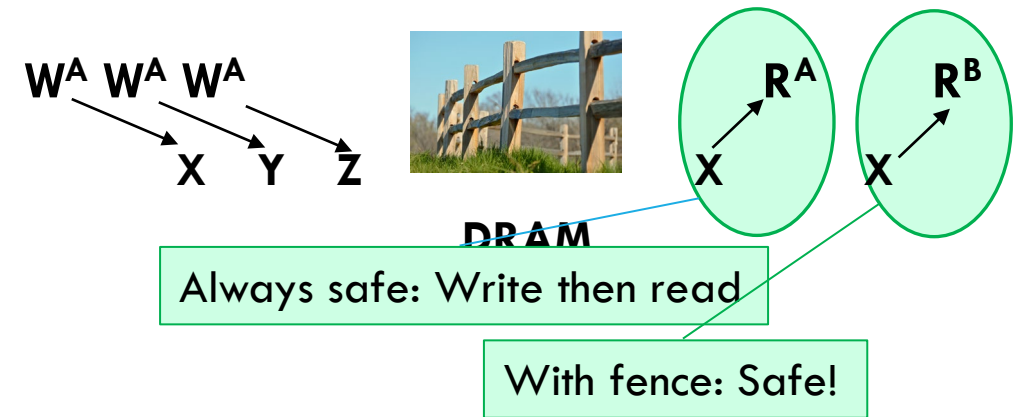 Wᴬ Wᴬ Wᴬ
Rᴬ
Rᴮ
X Y Z
X
X
DRAM
Always safe: Write then read
With fence: Safe!